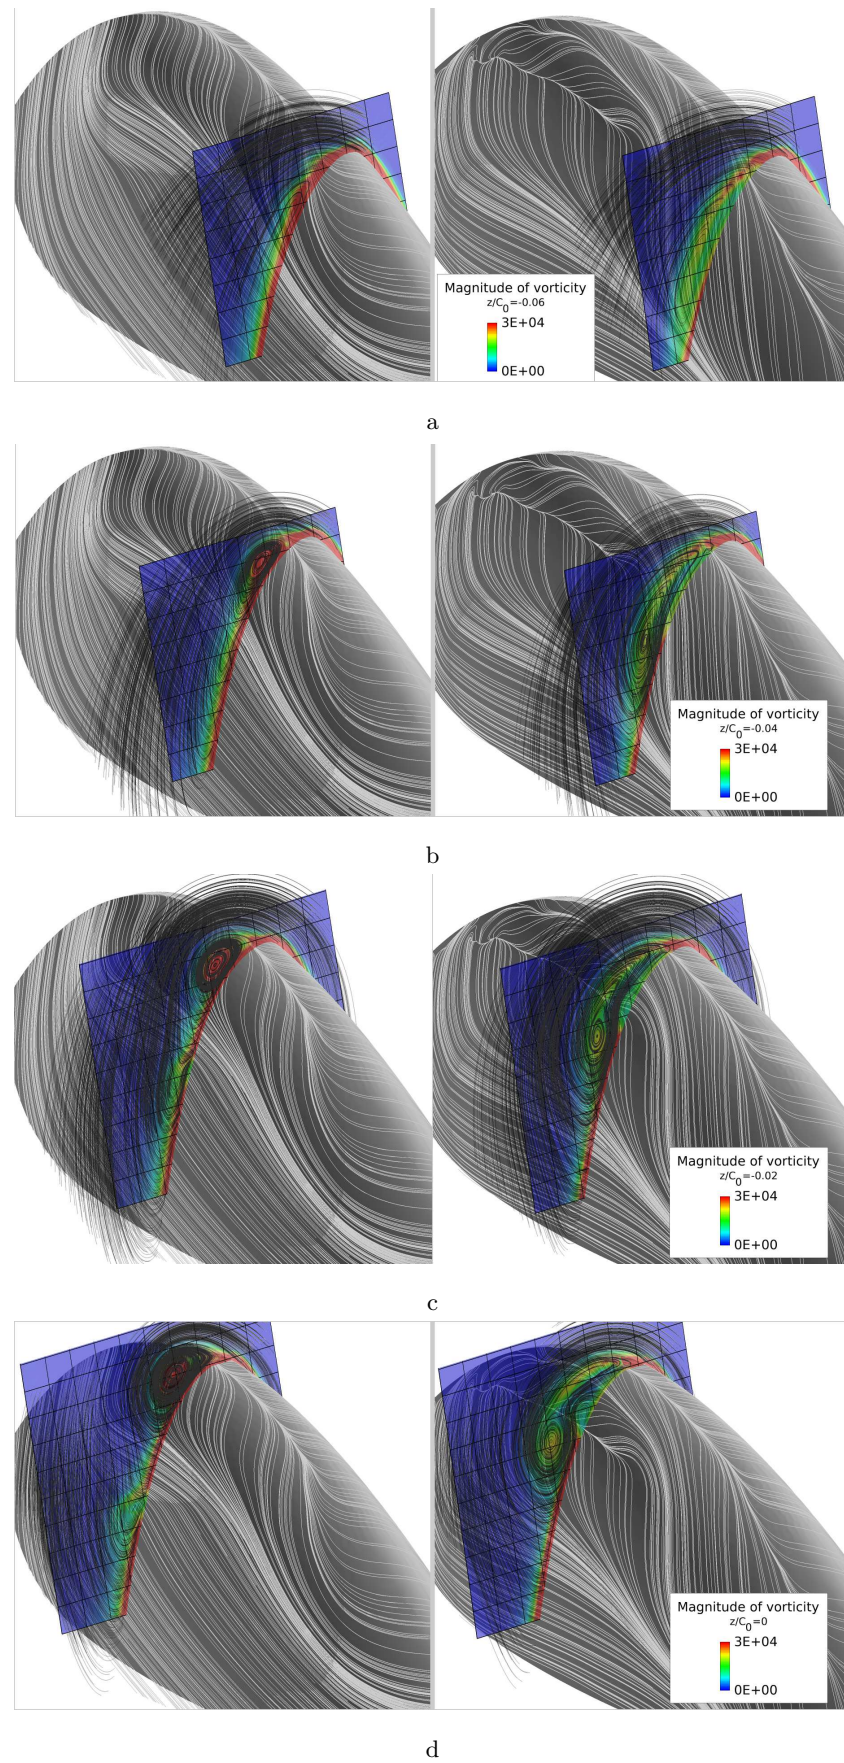 Magnitude of vorticity
z/C0=-0.06
3E+04
0E+00
a
Magnitude of vorticity
z/C0=-0.04
3E+04
0E+00
b
Magnitude of vorticity
z/C0=-0.02
3E+04
0E+00
c
Magnitude of vorticity
z/C0=0
3E+04
0E+00
d